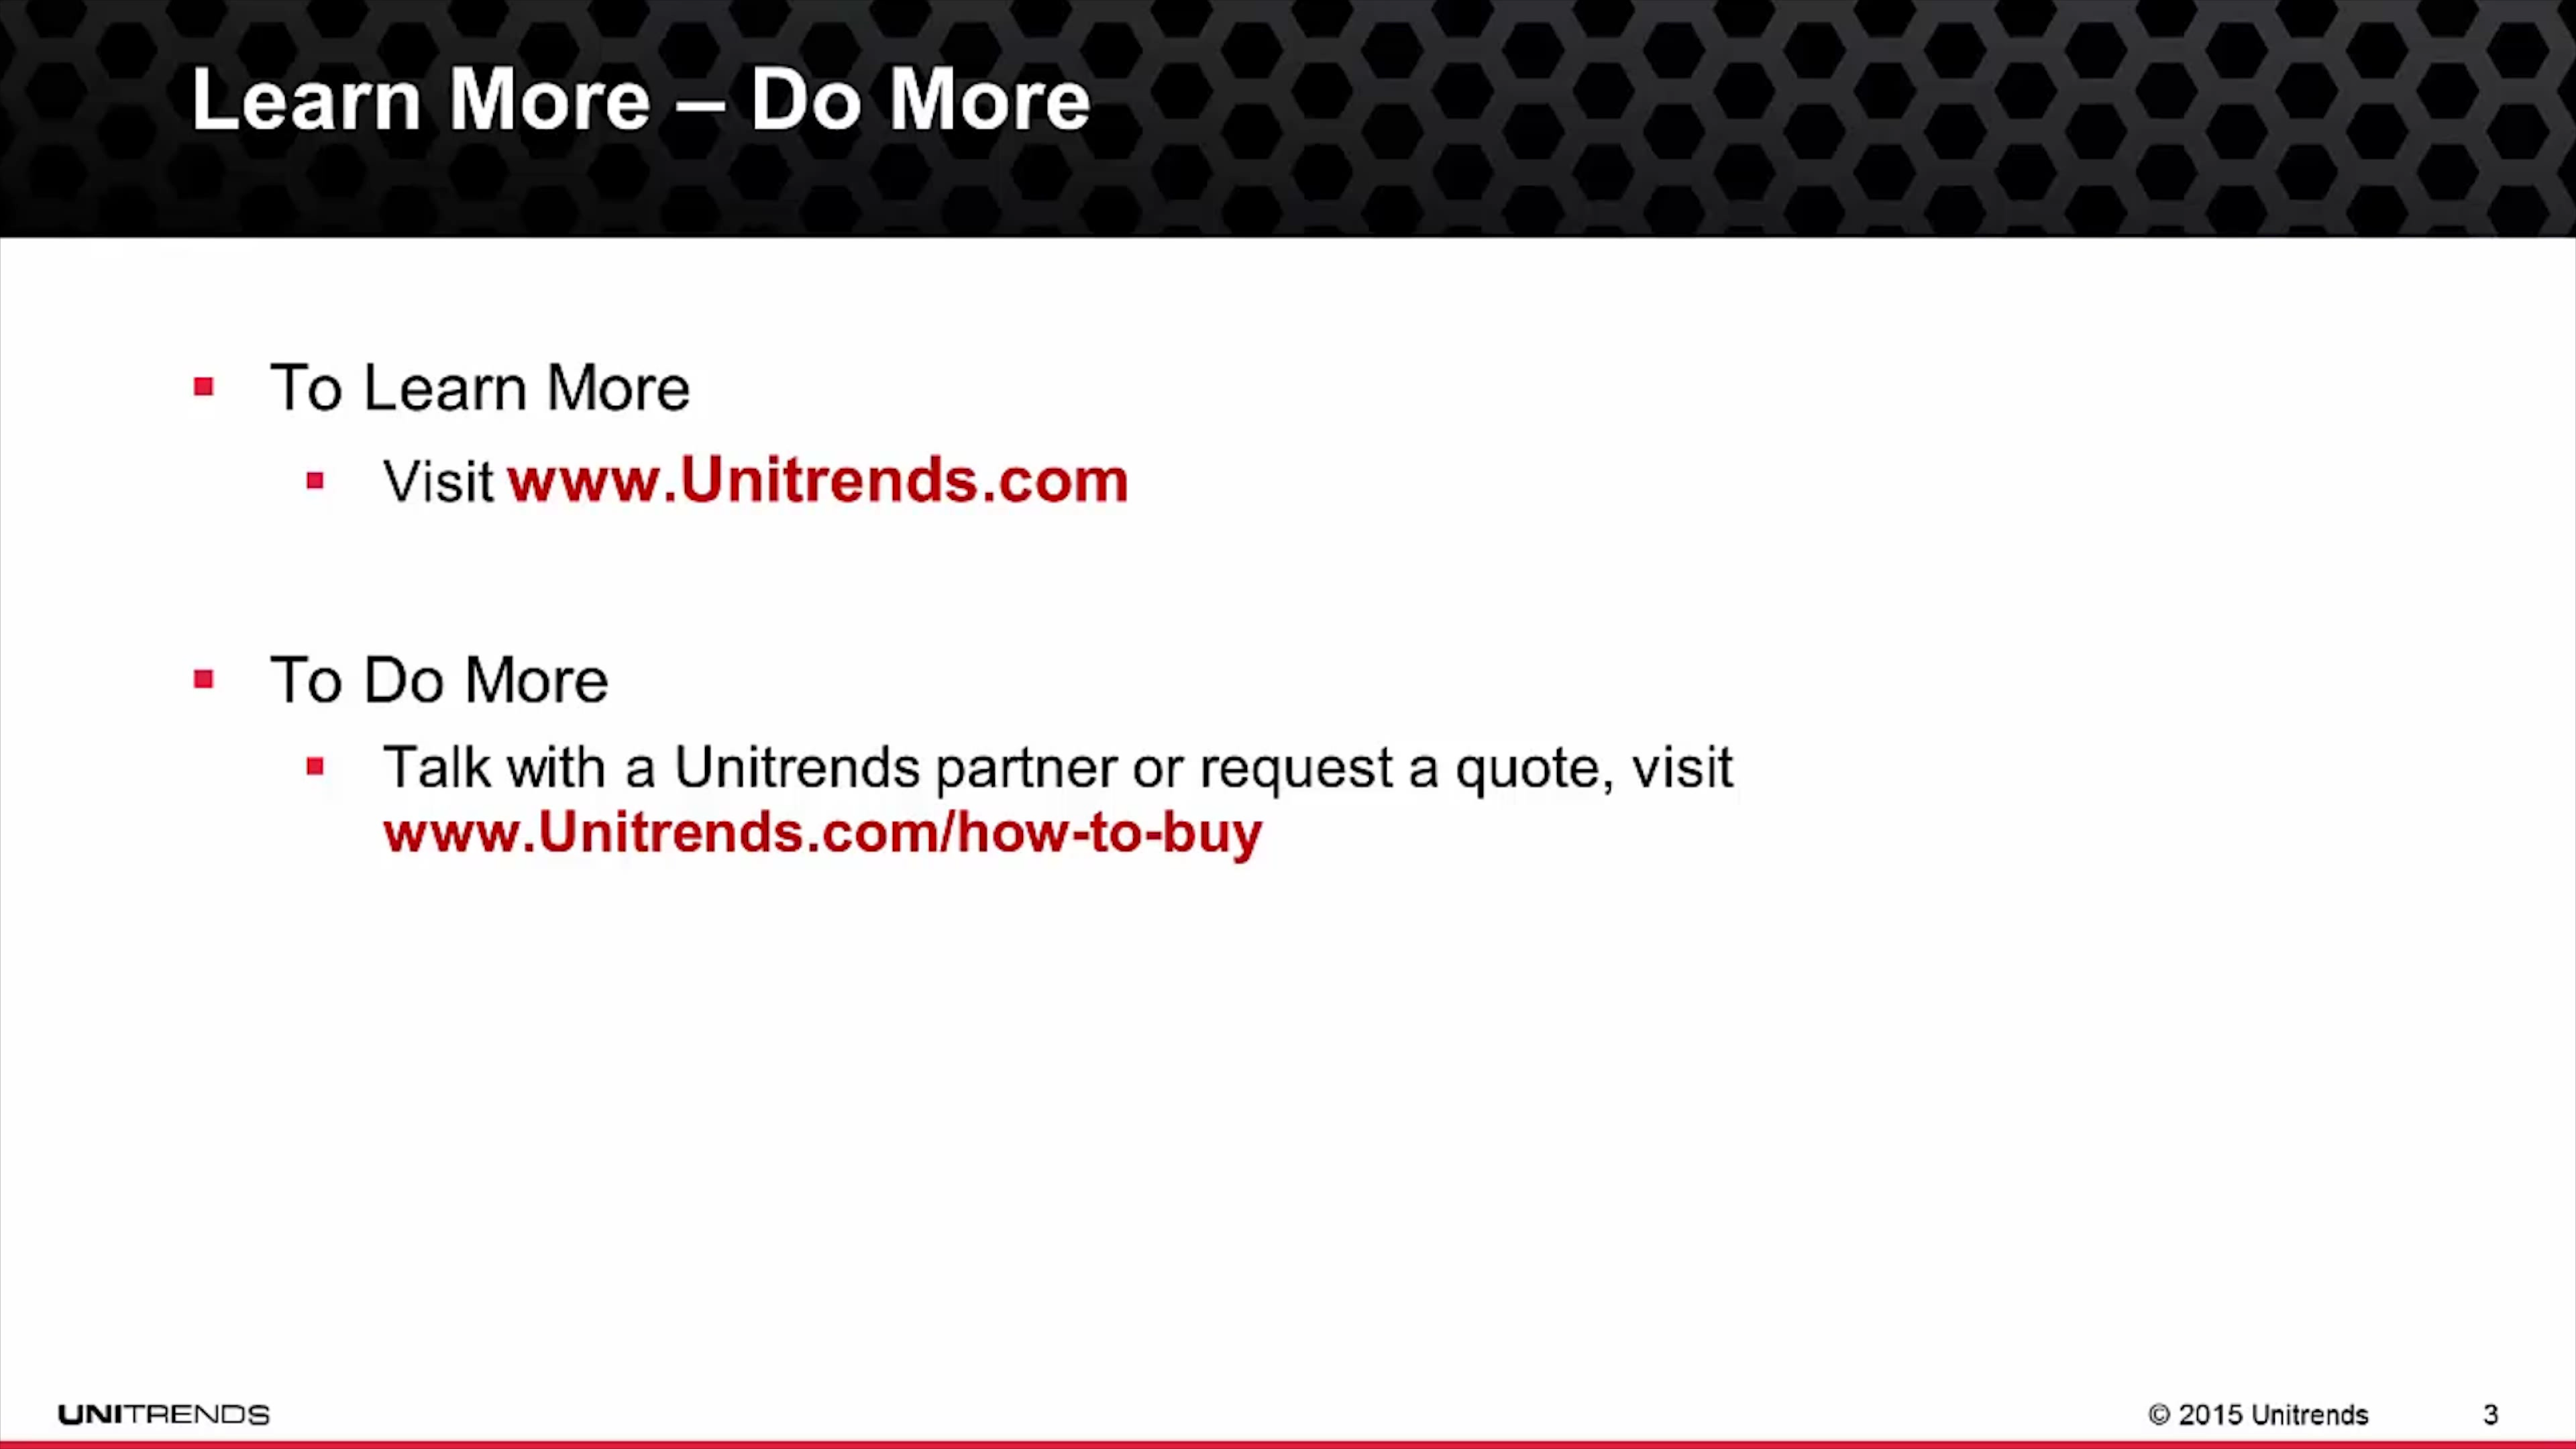 Learn More – Do More
To Learn More
Visit www.Unitrends.com
To Do More
Talk with a Unitrends partner or request a quote, visit
www.Unitrends.com/how-to-buy
UNITRENDS
© 2015 Unitrends
3